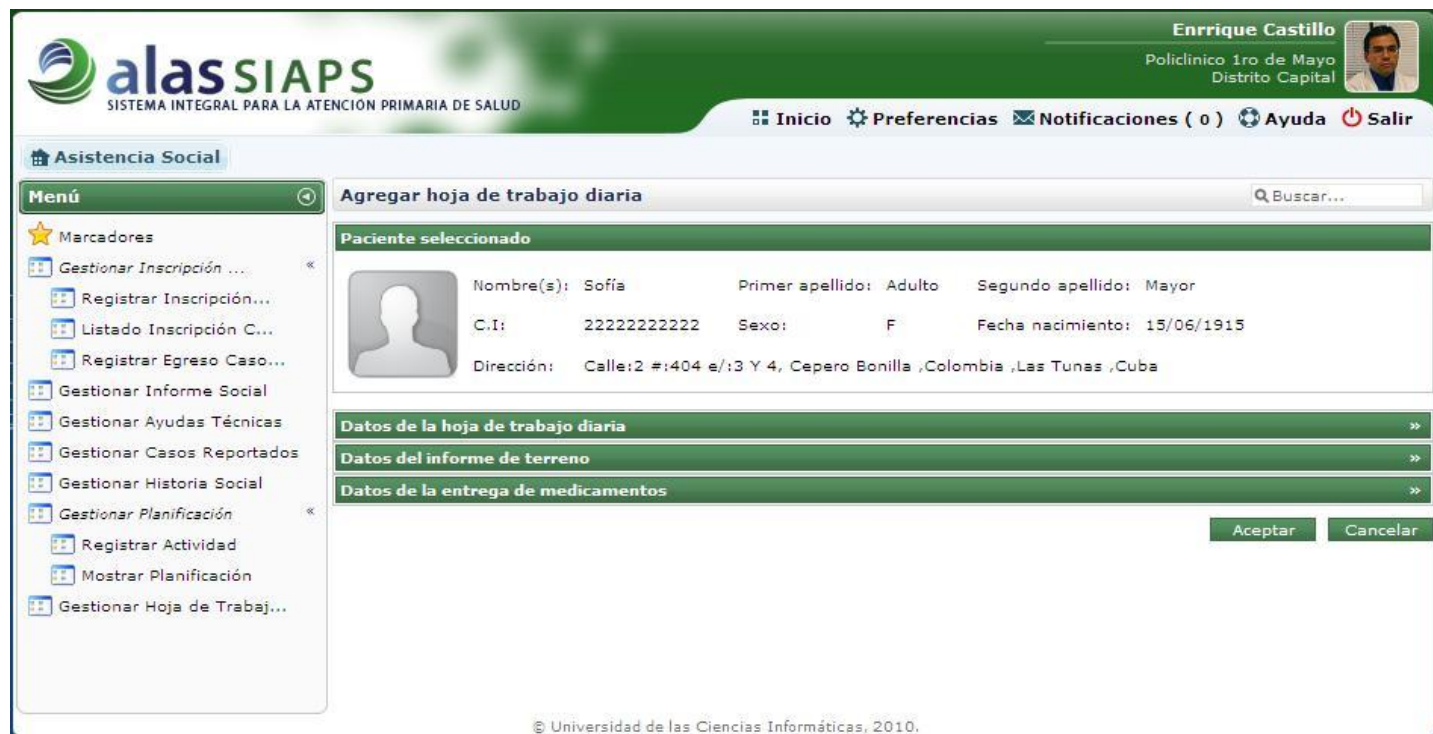 Enrrique Castillo
Policlinico 1ro de Mayo
Distrito Capital
alas SIAPS
SISTEMA INTEGRAL PARA LA ATENCIÓN PRIMARIA DE SALUD
Inicio Preferencias Notificaciones ( 0 ) Ayuda Salir
Asistencia Social
Menú
Marcadores
Gestionar Inscripción ... «
Registrar Inscripción...
Listado Inscripción C...
Registrar Egreso Caso...
Gestionar Informe Social
Gestionar Ayudas Técnicas
Gestionar Casos Reportados
Gestionar Historia Social
Gestionar Planificación «
Registrar Actividad
Mostrar Planificación
Gestionar Hoja de Trabaj...
Agregar hoja de trabajo diaria Buscar...
Paciente seleccionado
Nombre(s): Sofía Primer apellido: Adulto Segundo apellido: Mayor
C.I: 22222222222 Sexo: F Fecha nacimiento: 15/06/1915
Dirección: Calle:2 #:404 e/:3 Y 4, Cepero Bonilla ,Colombia ,Las Tunas ,Cuba
Datos de la hoja de trabajo diaria »
Datos del informe de terreno »
Datos de la entrega de medicamentos »
Aceptar Cancelar
© Universidad de las Ciencias Informáticas, 2010.